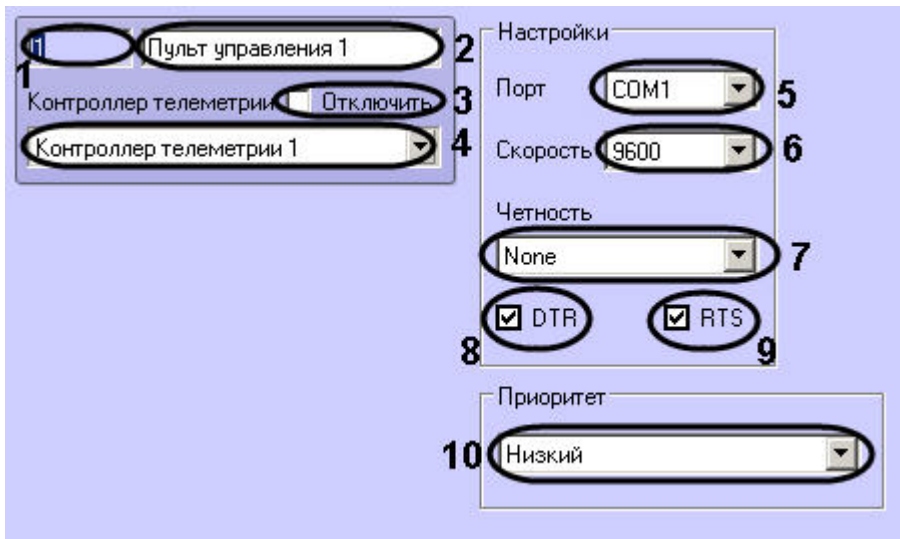 1 Пульт управления 1 2
1
Контроллер телеметрии Отключить 3
Контроллер телеметрии 1 4
Настройки
Порт COM1 5
Скорость 9600 6
Четность
None 7
DTR RTS
8 9
Приоритет
10 Низкий